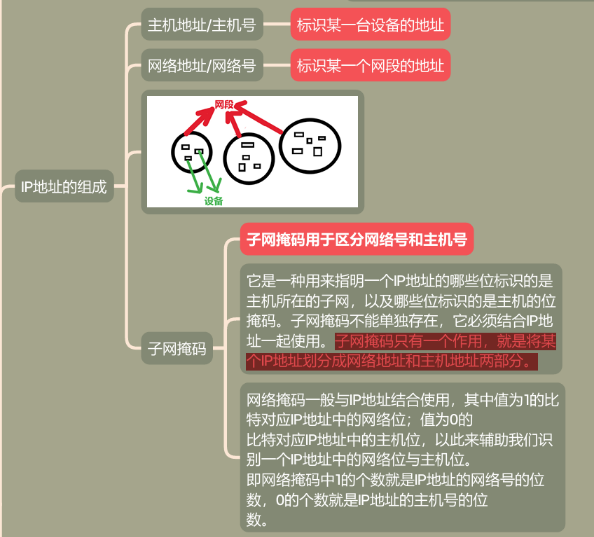 主机地址/主机号
标识某一台设备的地址
网络地址/网络号
标识某一个网段的地址
网段
设备
IP地址的组成
子网掩码用于区分网络号和主机号
它是一种用来指明一个IP地址的哪些位标识的是
主机所在的子网，以及哪些位标识的是主机的位
掩码。子网掩码不能单独存在，它必须结合IP地
址一起使用。子网掩码只有一个作用，就是将某
个IP地址划分成网络地址和主机地址两部分。
子网掩码
网络掩码一般与IP地址结合使用，其中值为1的比
特对应IP地址中的网络位；值为0的
比特对应IP地址中的主机位，以此来辅助我们识
别一个IP地址中的网络位与主机位。
即网络掩码中1的个数就是IP地址的网络号的位
数，0的个数就是IP地址的主机号的位
数。